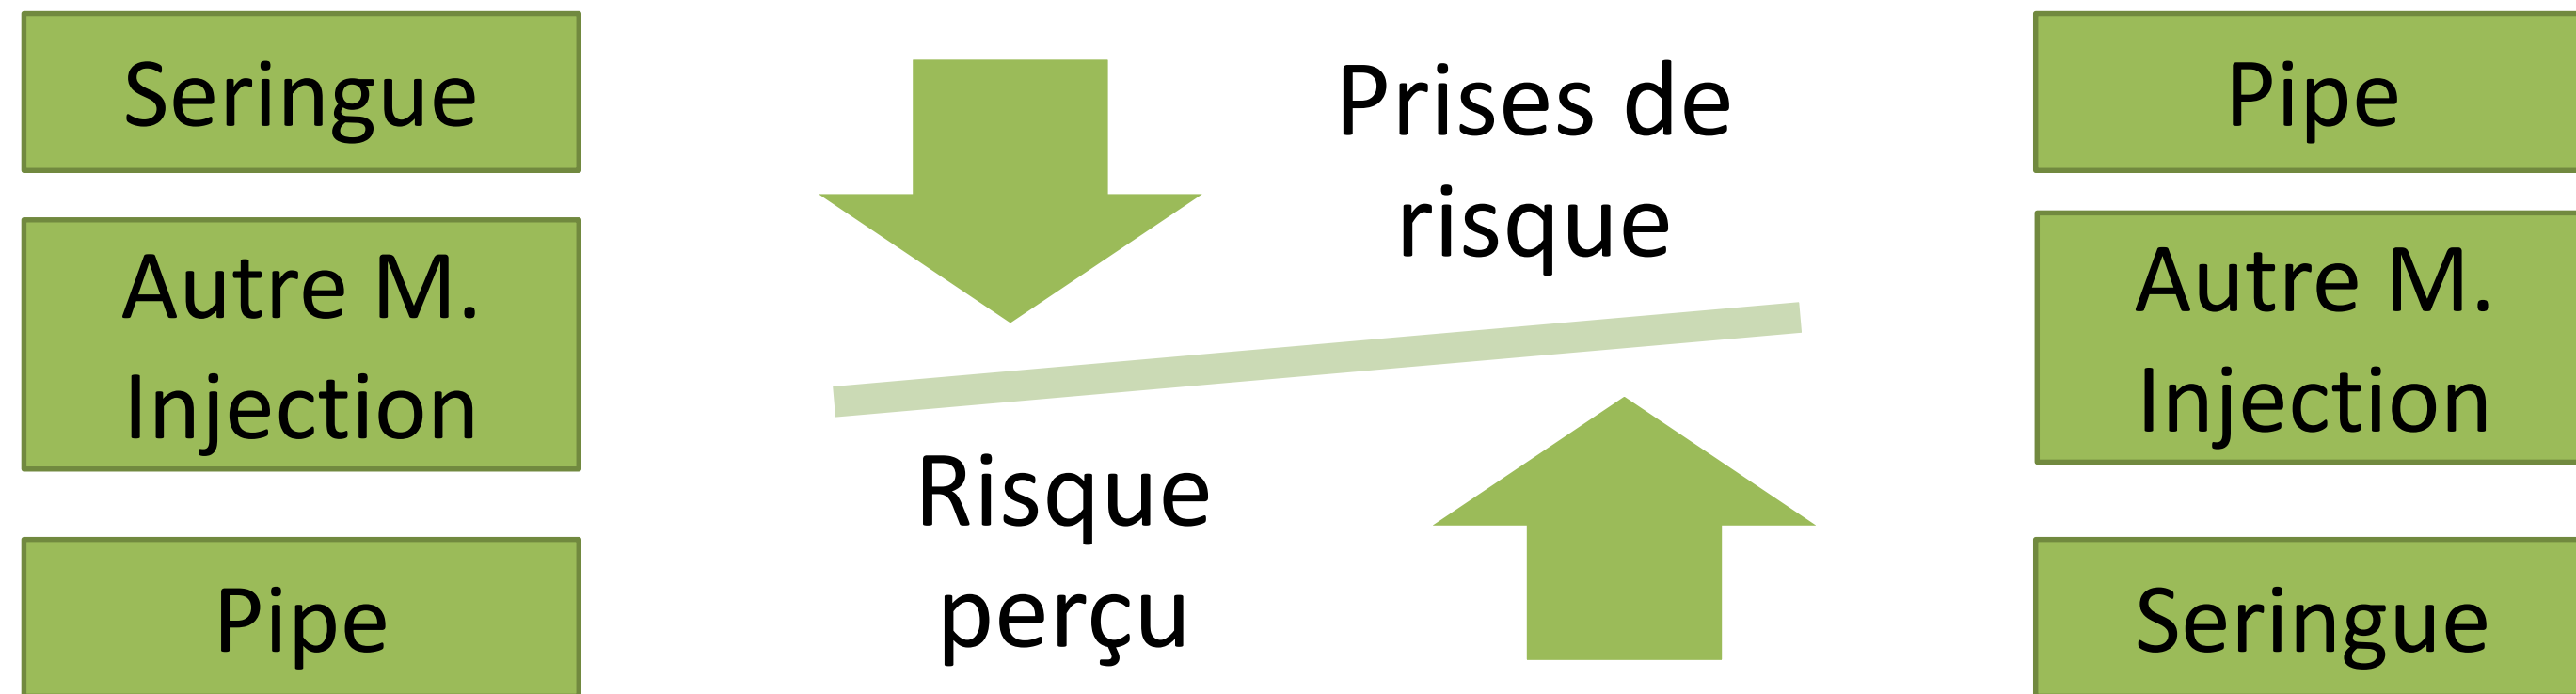 Seringue
Autre M.
Injection
Pipe
Prises de
risque
Risque
perçu
Pipe
Autre M.
Injection
Seringue